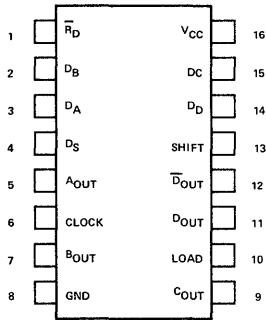 1 R̅D VCC 16
2 DB DC 15
3 DA DD 14
4 DS SHIFT 13
5 AOUT D̅OUT 12
6 CLOCK DOUT 11
7 BOUT LOAD 10
8 GND COUT 9